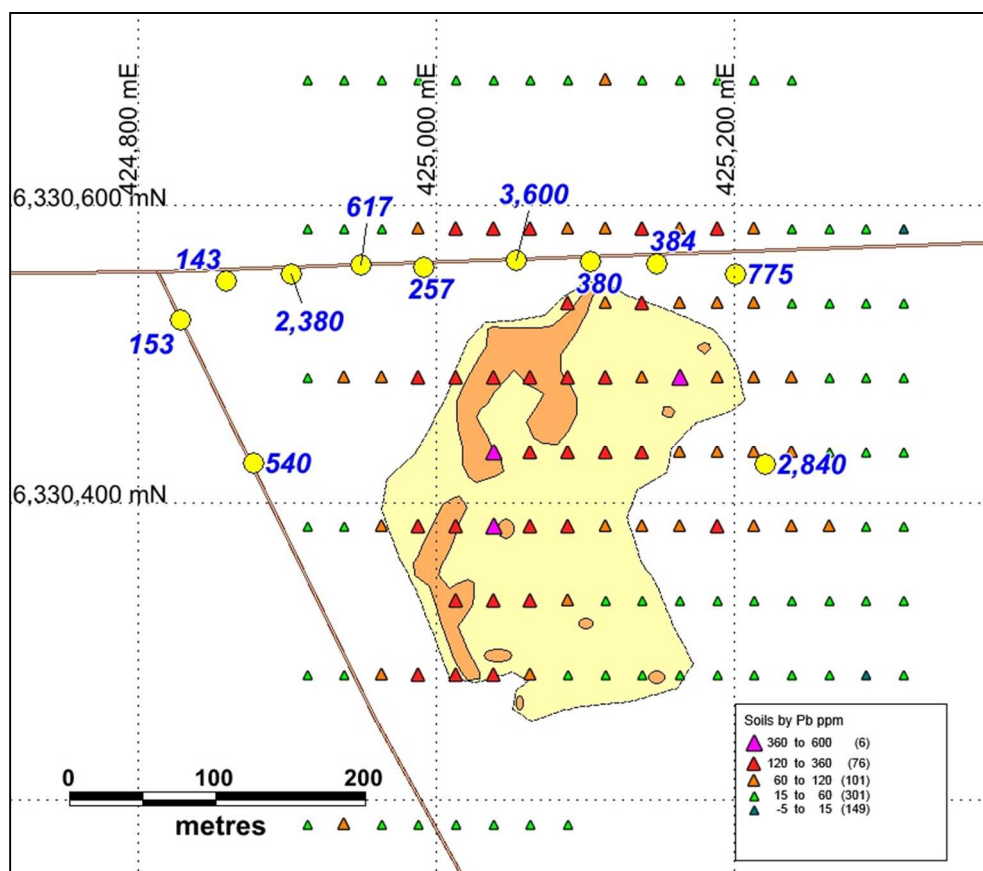 424,800 mE
425,000 mE
425,200 mE
6,330,600 mN
617
3,600
384
143
257
380
775
2,380
153
540
2,840
6,330,400 mN
Soils by Pb ppm
360 to 600 (6)
120 to 360 (76)
60 to 120 (101)
15 to 60 (301)
-5 to 15 (149)
0 100 200
metres